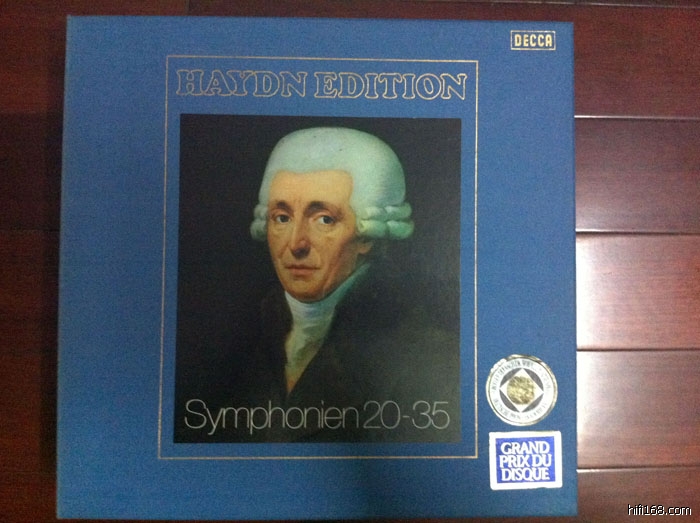 DECCA
HAYDN EDITION
Symphonien 20-35
GRAND
PRIX DU
DISQUE
hifi168.com